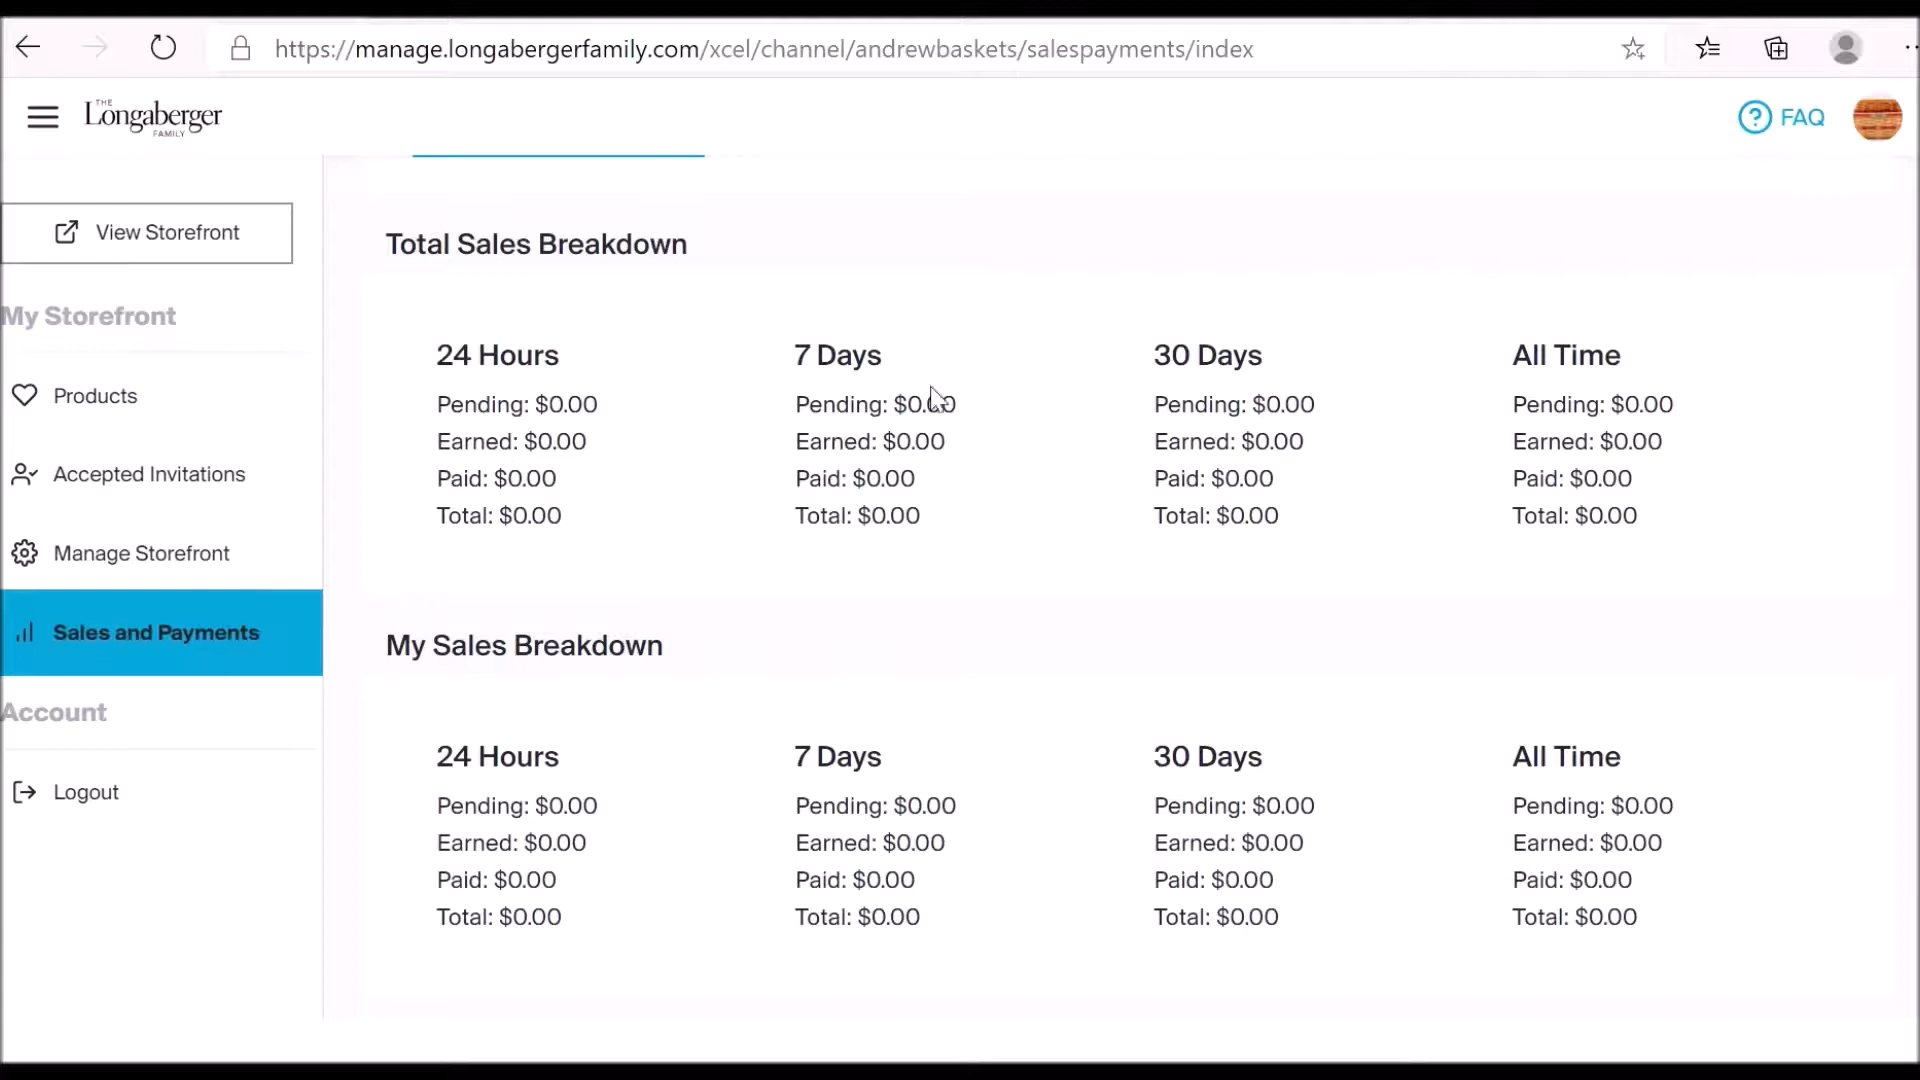 https://manage.longabergerfamily.com/xcel/channel/andrewbaskets/salespayments/index
THE
Longaberger
FAMILY
FAQ
View Storefront
My Storefront
Products
Accepted Invitations
Manage Storefront
Sales and Payments
Account
Logout
Total Sales Breakdown
24 Hours
Pending: $0.00
Earned: $0.00
Paid: $0.00
Total: $0.00
7 Days
Pending: $0.00
Earned: $0.00
Paid: $0.00
Total: $0.00
30 Days
Pending: $0.00
Earned: $0.00
Paid: $0.00
Total: $0.00
All Time
Pending: $0.00
Earned: $0.00
Paid: $0.00
Total: $0.00
My Sales Breakdown
24 Hours
Pending: $0.00
Earned: $0.00
Paid: $0.00
Total: $0.00
7 Days
Pending: $0.00
Earned: $0.00
Paid: $0.00
Total: $0.00
30 Days
Pending: $0.00
Earned: $0.00
Paid: $0.00
Total: $0.00
All Time
Pending: $0.00
Earned: $0.00
Paid: $0.00
Total: $0.00